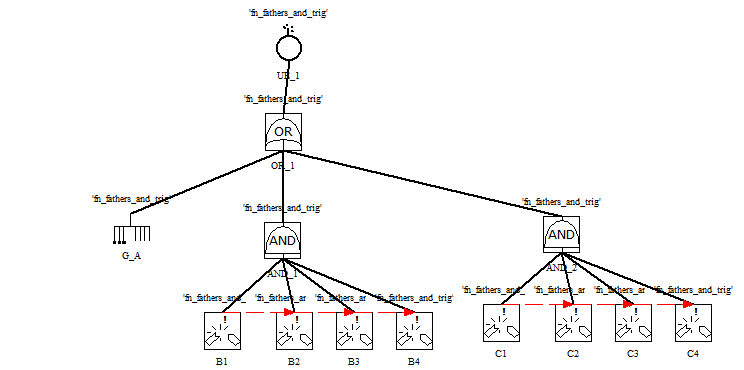 'fn_fathers_and_trig'
UE_1
'fn_fathers_and_trig'
OR
OR_1
'fn_fathers_and_trig'
G_A
'fn_fathers_and_trig'
AND
AND_1
'fn_fathers_and_trig'
AND
AND_2
'fn_fathers_and_
'fn_fathers_ar
'fn_fathers_ar
'fn_fathers_and_trig'
'fn_fathers_and_
'fn_fathers_ar
'fn_fathers_ar
'fn_fathers_and_trig'
! ! ! ! ! ! ! !
B1 B2 B3 B4
C1 C2 C3 C4